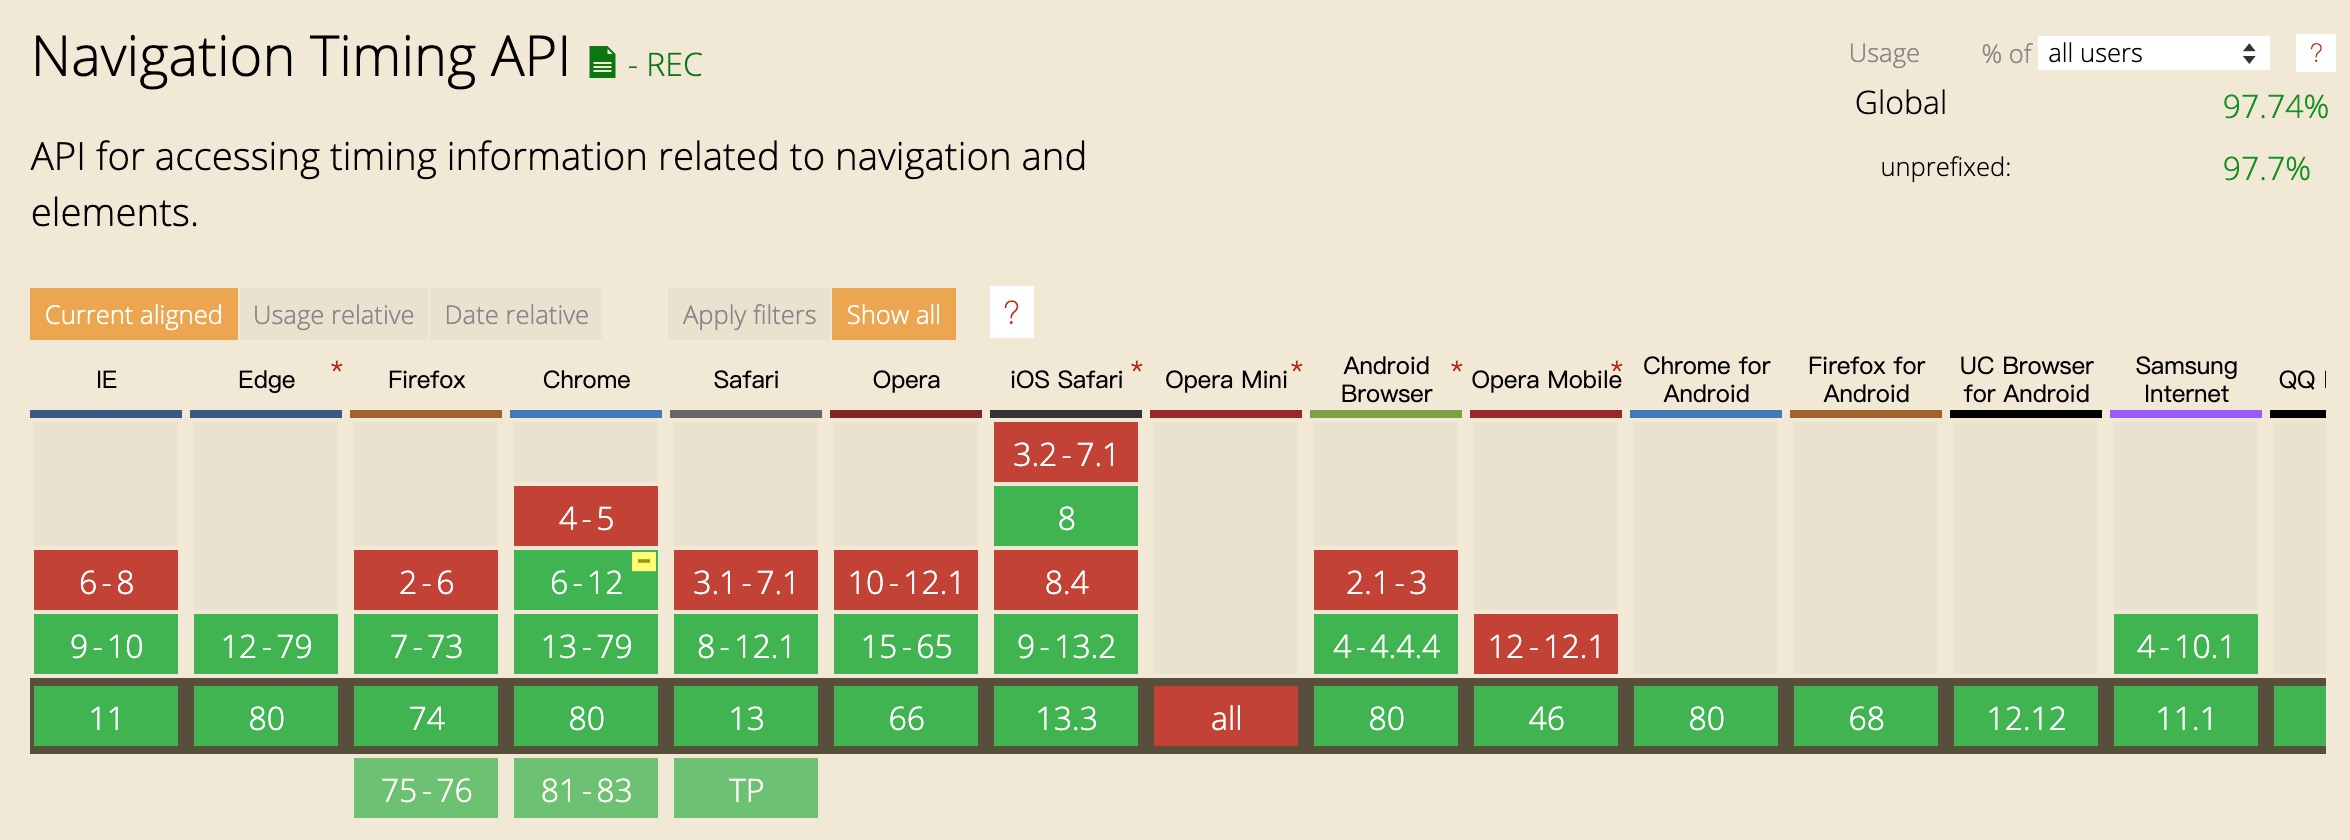 Navigation Timing API - REC
Usage % of all users ?
Global 97.74%
unprefixed: 97.7%
API for accessing timing information related to navigation and
elements.
Current aligned Usage relative Date relative Apply filters Show all ?
IE Edge * Firefox Chrome Safari Opera iOS Safari * Opera Mini * Android Browser * Opera Mobile * Chrome for Android Firefox for Android UC Browser for Android Samsung Internet QQ
3.2-7.1
4-5 8
6-8 2-6 6-12 3.1-7.1 10-12.1 8.4 2.1-3
9-10 12-79 7-73 13-79 8-12.1 15-65 9-13.2 4-4.4.4 12-12.1 4-10.1
11 80 74 80 13 66 13.3 all 80 46 80 68 12.12 11.1
75-76 81-83 TP